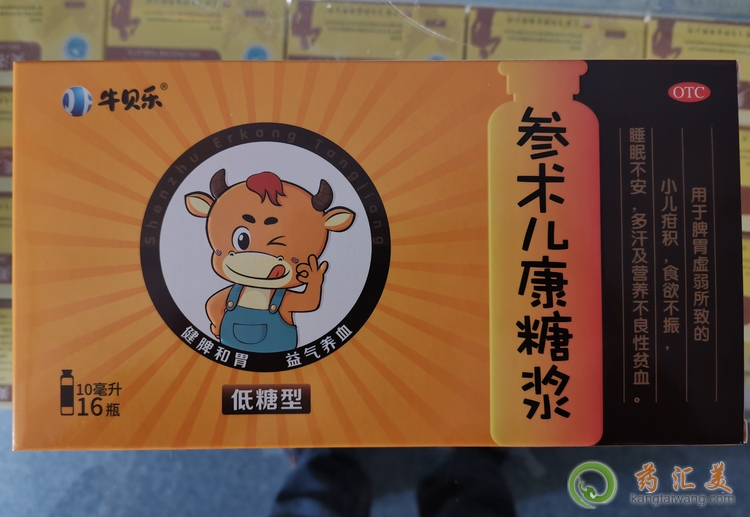 牛贝乐®
Shenzhu Erkang Tangjiang
健脾和胃 益气养血
低糖型
10毫升
16瓶
参术儿康糖浆
OTC
用于脾胃虚弱所致的
小儿疳积，食欲不振，
睡眠不安，多汗及营养不良性贫血。
药汇美
kangfaiwang.com